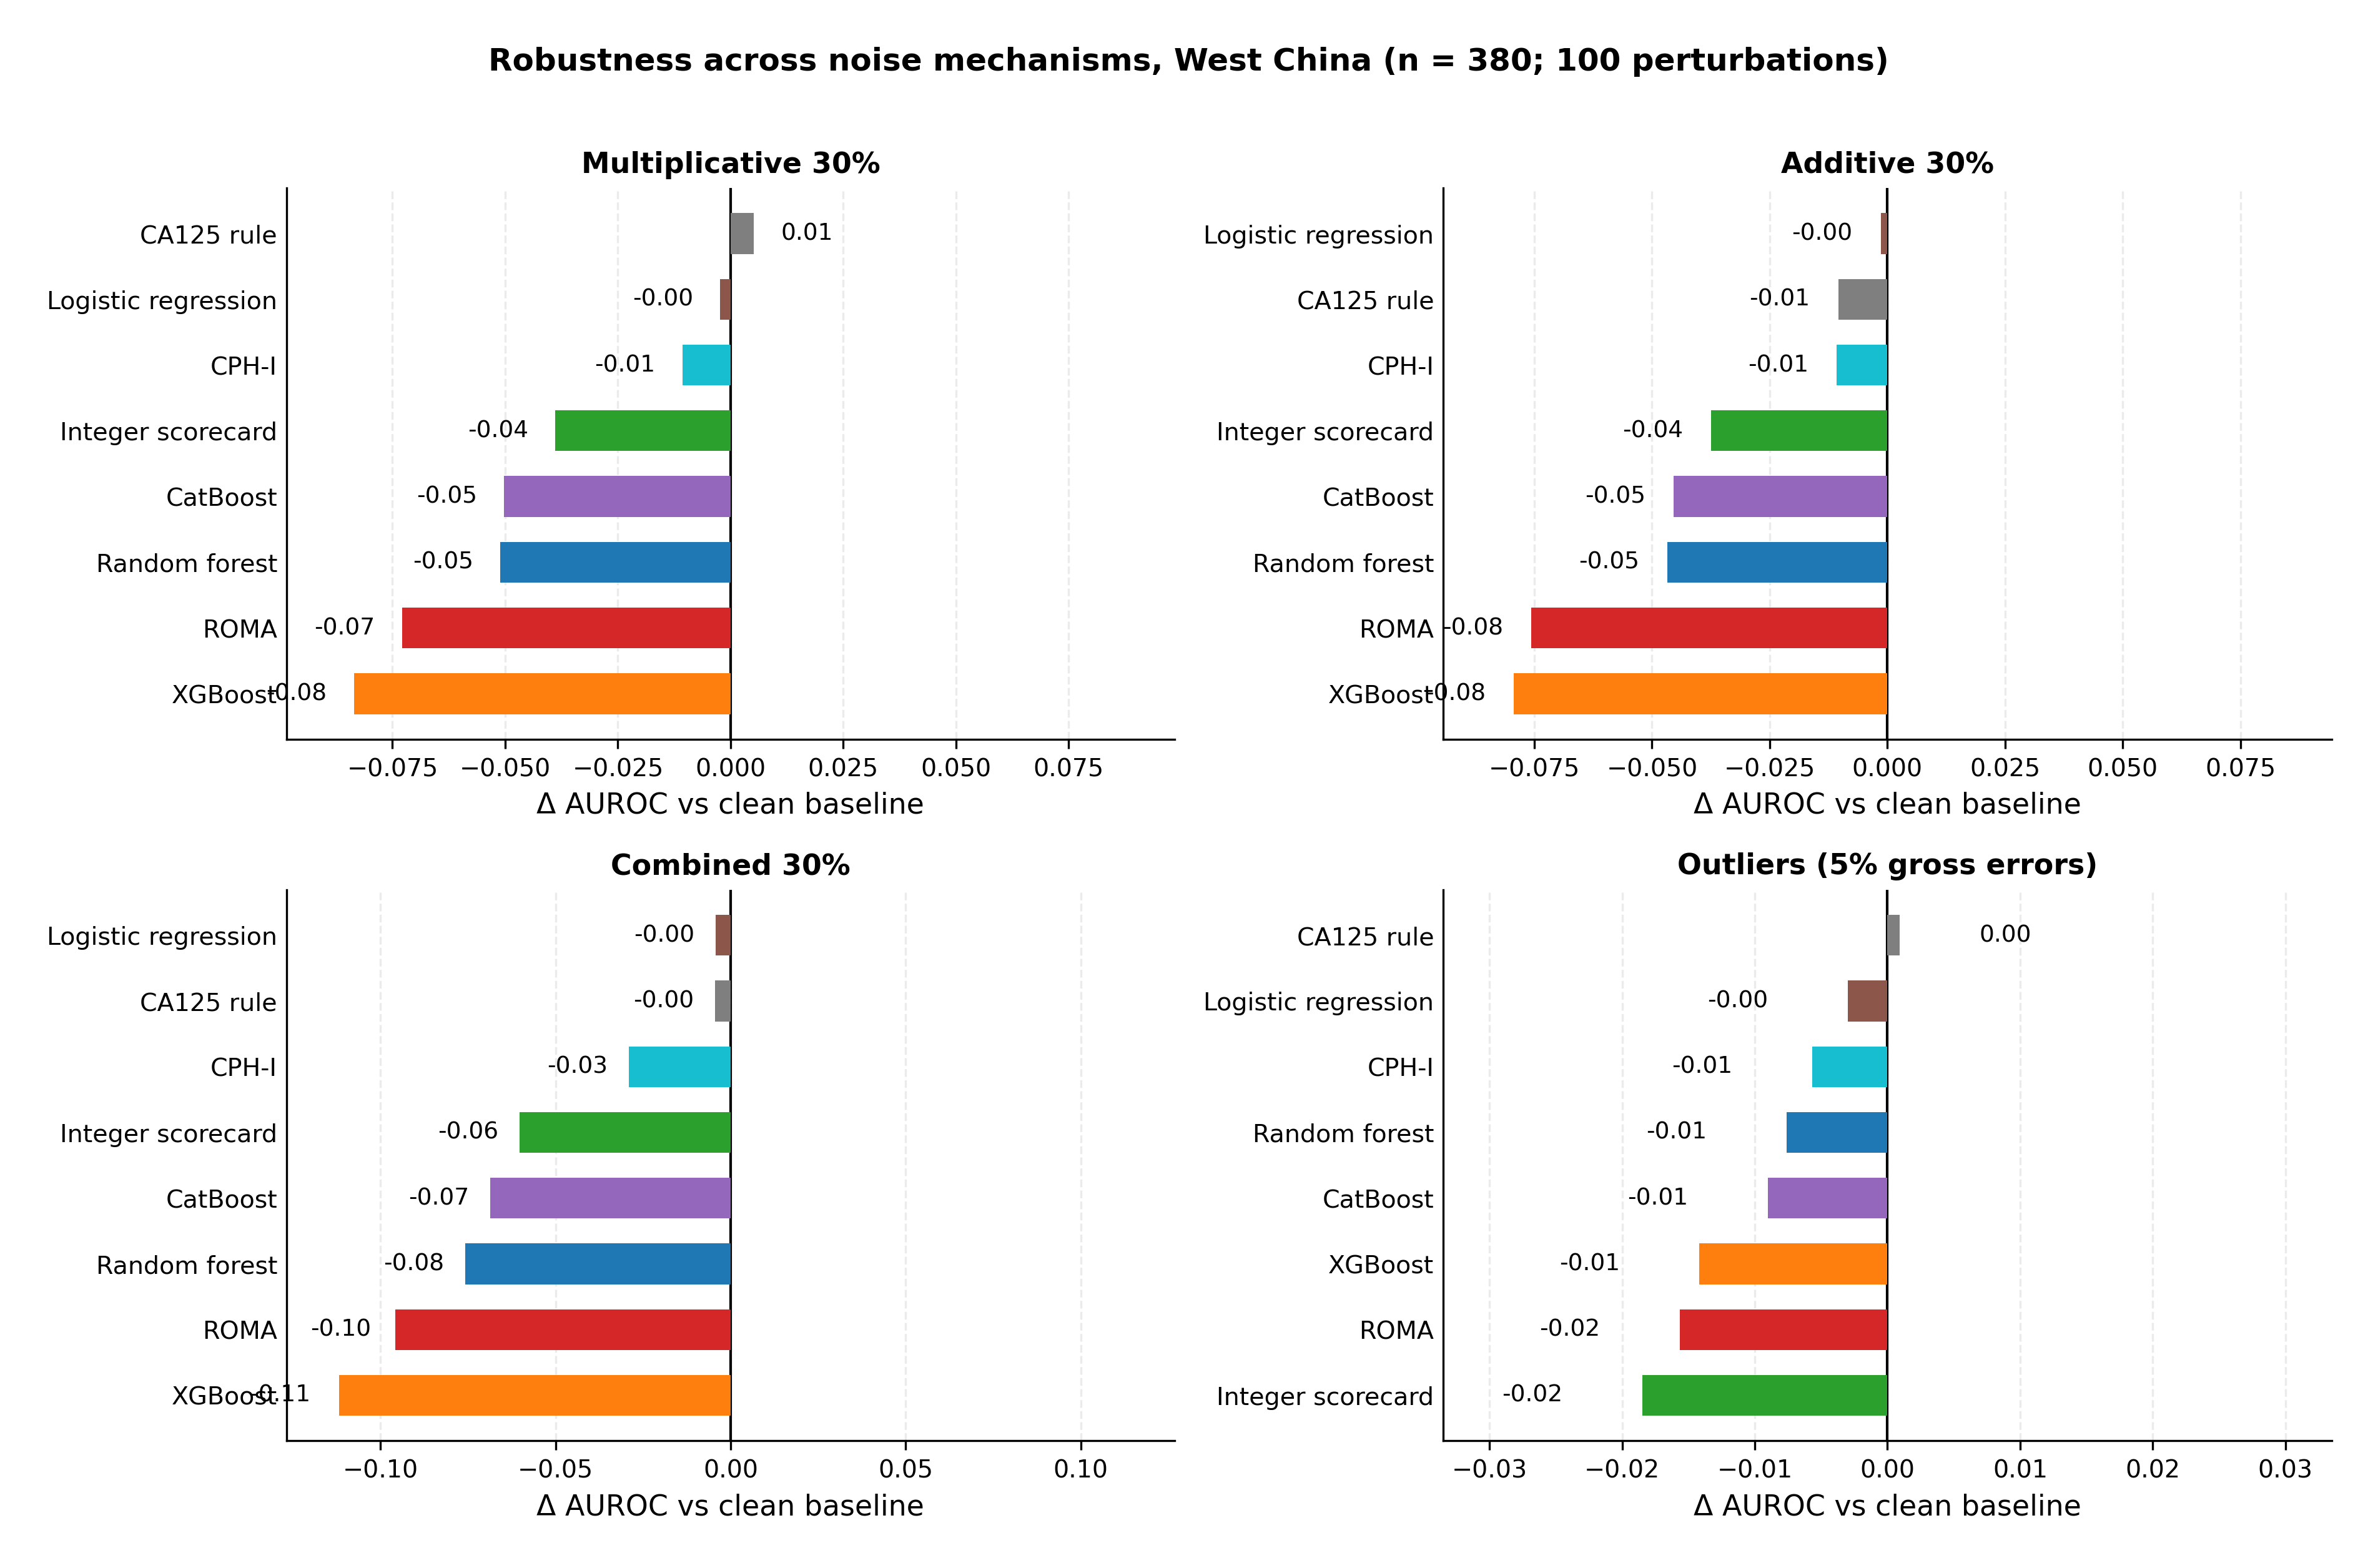 Robustness across noise mechanisms, West China (n = 380; 100 perturbations)
Multiplicative 30%
CA125 rule 0.01
Logistic regression -0.00
CPH-I -0.01
Integer scorecard -0.04
CatBoost -0.05
Random forest -0.05
ROMA -0.07
XGBoost -0.08
−0.075 −0.050 −0.025 0.000 0.025 0.050 0.075
Δ AUROC vs clean baseline
Additive 30%
Logistic regression -0.00
CA125 rule -0.01
CPH-I -0.01
Integer scorecard -0.04
CatBoost -0.05
Random forest -0.05
ROMA -0.08
XGBoost -0.08
−0.075 −0.050 −0.025 0.000 0.025 0.050 0.075
Δ AUROC vs clean baseline
Combined 30%
Logistic regression -0.00
CA125 rule -0.00
CPH-I -0.03
Integer scorecard -0.06
CatBoost -0.07
Random forest -0.08
ROMA -0.10
XGBoost -0.11
−0.10 −0.05 0.00 0.05 0.10
Δ AUROC vs clean baseline
Outliers (5% gross errors)
CA125 rule 0.00
Logistic regression -0.00
CPH-I -0.01
Random forest -0.01
CatBoost -0.01
XGBoost -0.01
ROMA -0.02
Integer scorecard -0.02
−0.03 −0.02 −0.01 0.00 0.01 0.02 0.03
Δ AUROC vs clean baseline